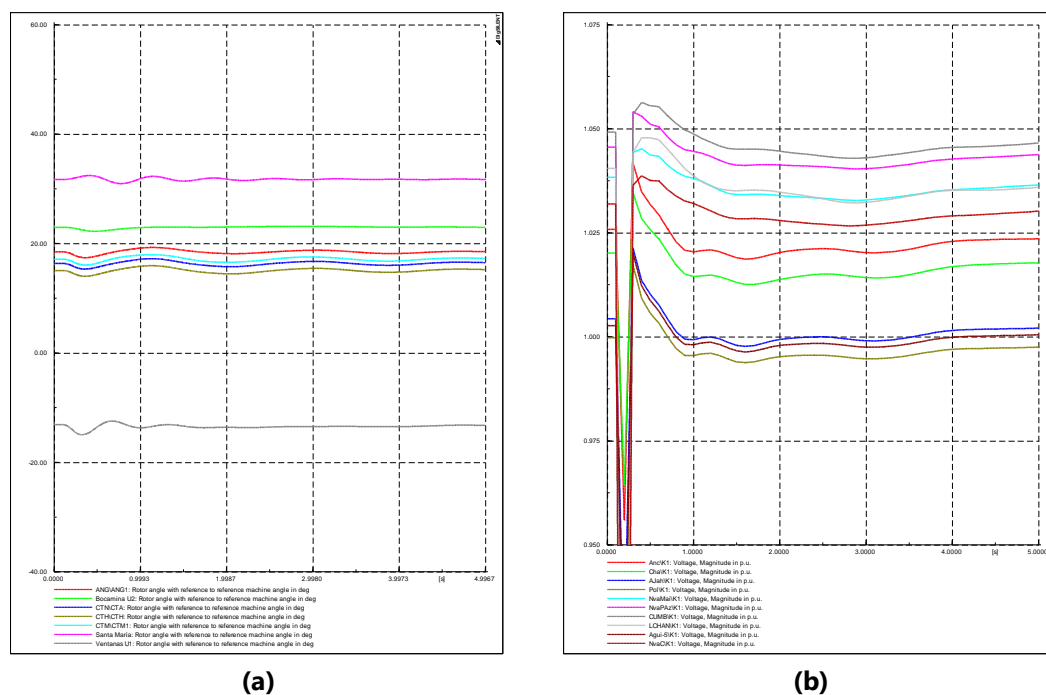 60.00
40.00
20.00
0.00
-20.00
-40.00
0.0000 0.9993 1.9987 2.9980 3.9973 [s] 4.9967
DIgSILENT
ANG\ANG1: Rotor angle with reference to reference machine angle in deg
Bocamina U2: Rotor angle with reference to reference machine angle in deg
CTN\CTA: Rotor angle with reference to reference machine angle in deg
CTH\CTH: Rotor angle with reference to reference machine angle in deg
CTM\CTM1: Rotor angle with reference to reference machine angle in deg
Santa María: Rotor angle with reference to reference machine angle in deg
Ventanas U1: Rotor angle with reference to reference machine angle in deg
(a)
1.075
1.050
1.025
1.000
0.975
0.950
0.0000 1.0000 2.0000 3.0000 4.0000 [s] 5.0000
Anc\K1: Voltage, Magnitude in p.u.
Cha\K1: Voltage, Magnitude in p.u.
AJah\K1: Voltage, Magnitude in p.u.
Pol\K1: Voltage, Magnitude in p.u.
NvaMai\K1: Voltage, Magnitude in p.u.
NvaPAz\K1: Voltage, Magnitude in p.u.
CUMB\K1: Voltage, Magnitude in p.u.
LCHAN\K1: Voltage, Magnitude in p.u.
Agui-5\K1: Voltage, Magnitude in p.u.
NvaC\K1: Voltage, Magnitude in p.u.
(b)